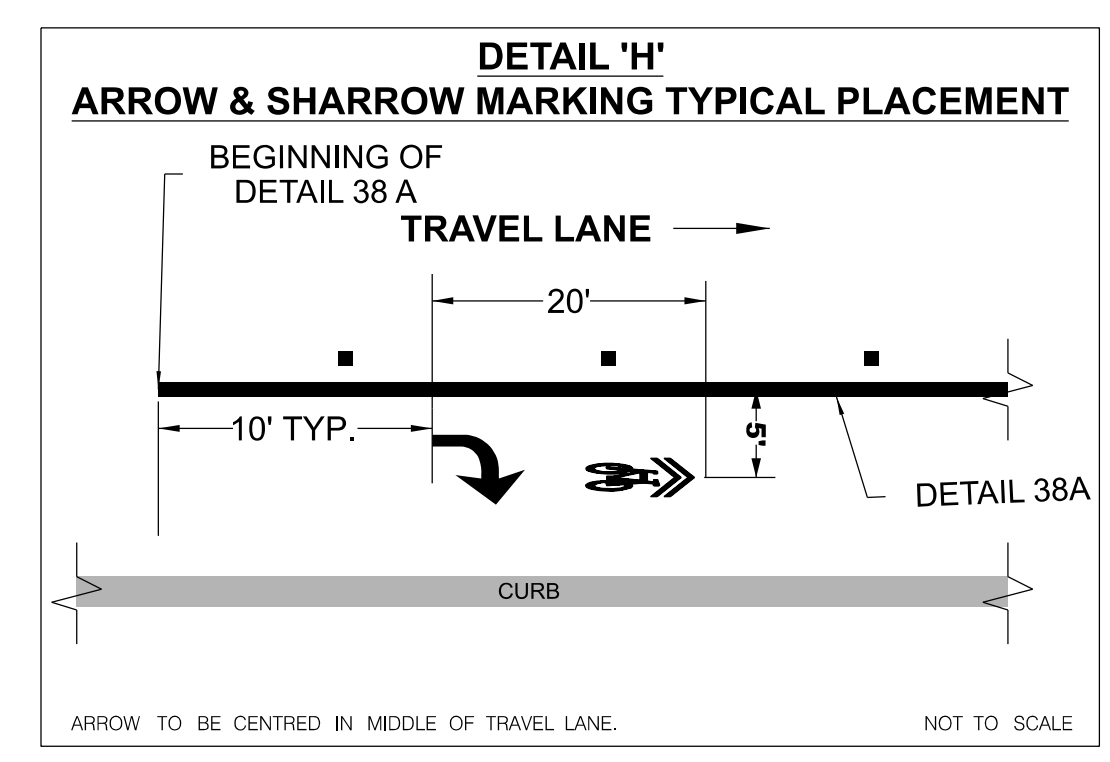 DETAIL 'H'
ARROW & SHARROW MARKING TYPICAL PLACEMENT
BEGINNING OF
DETAIL 38 A
TRAVEL LANE
20'
10' TYP.
5'
DETAIL 38A
CURB
ARROW TO BE CENTRED IN MIDDLE OF TRAVEL LANE.
NOT TO SCALE